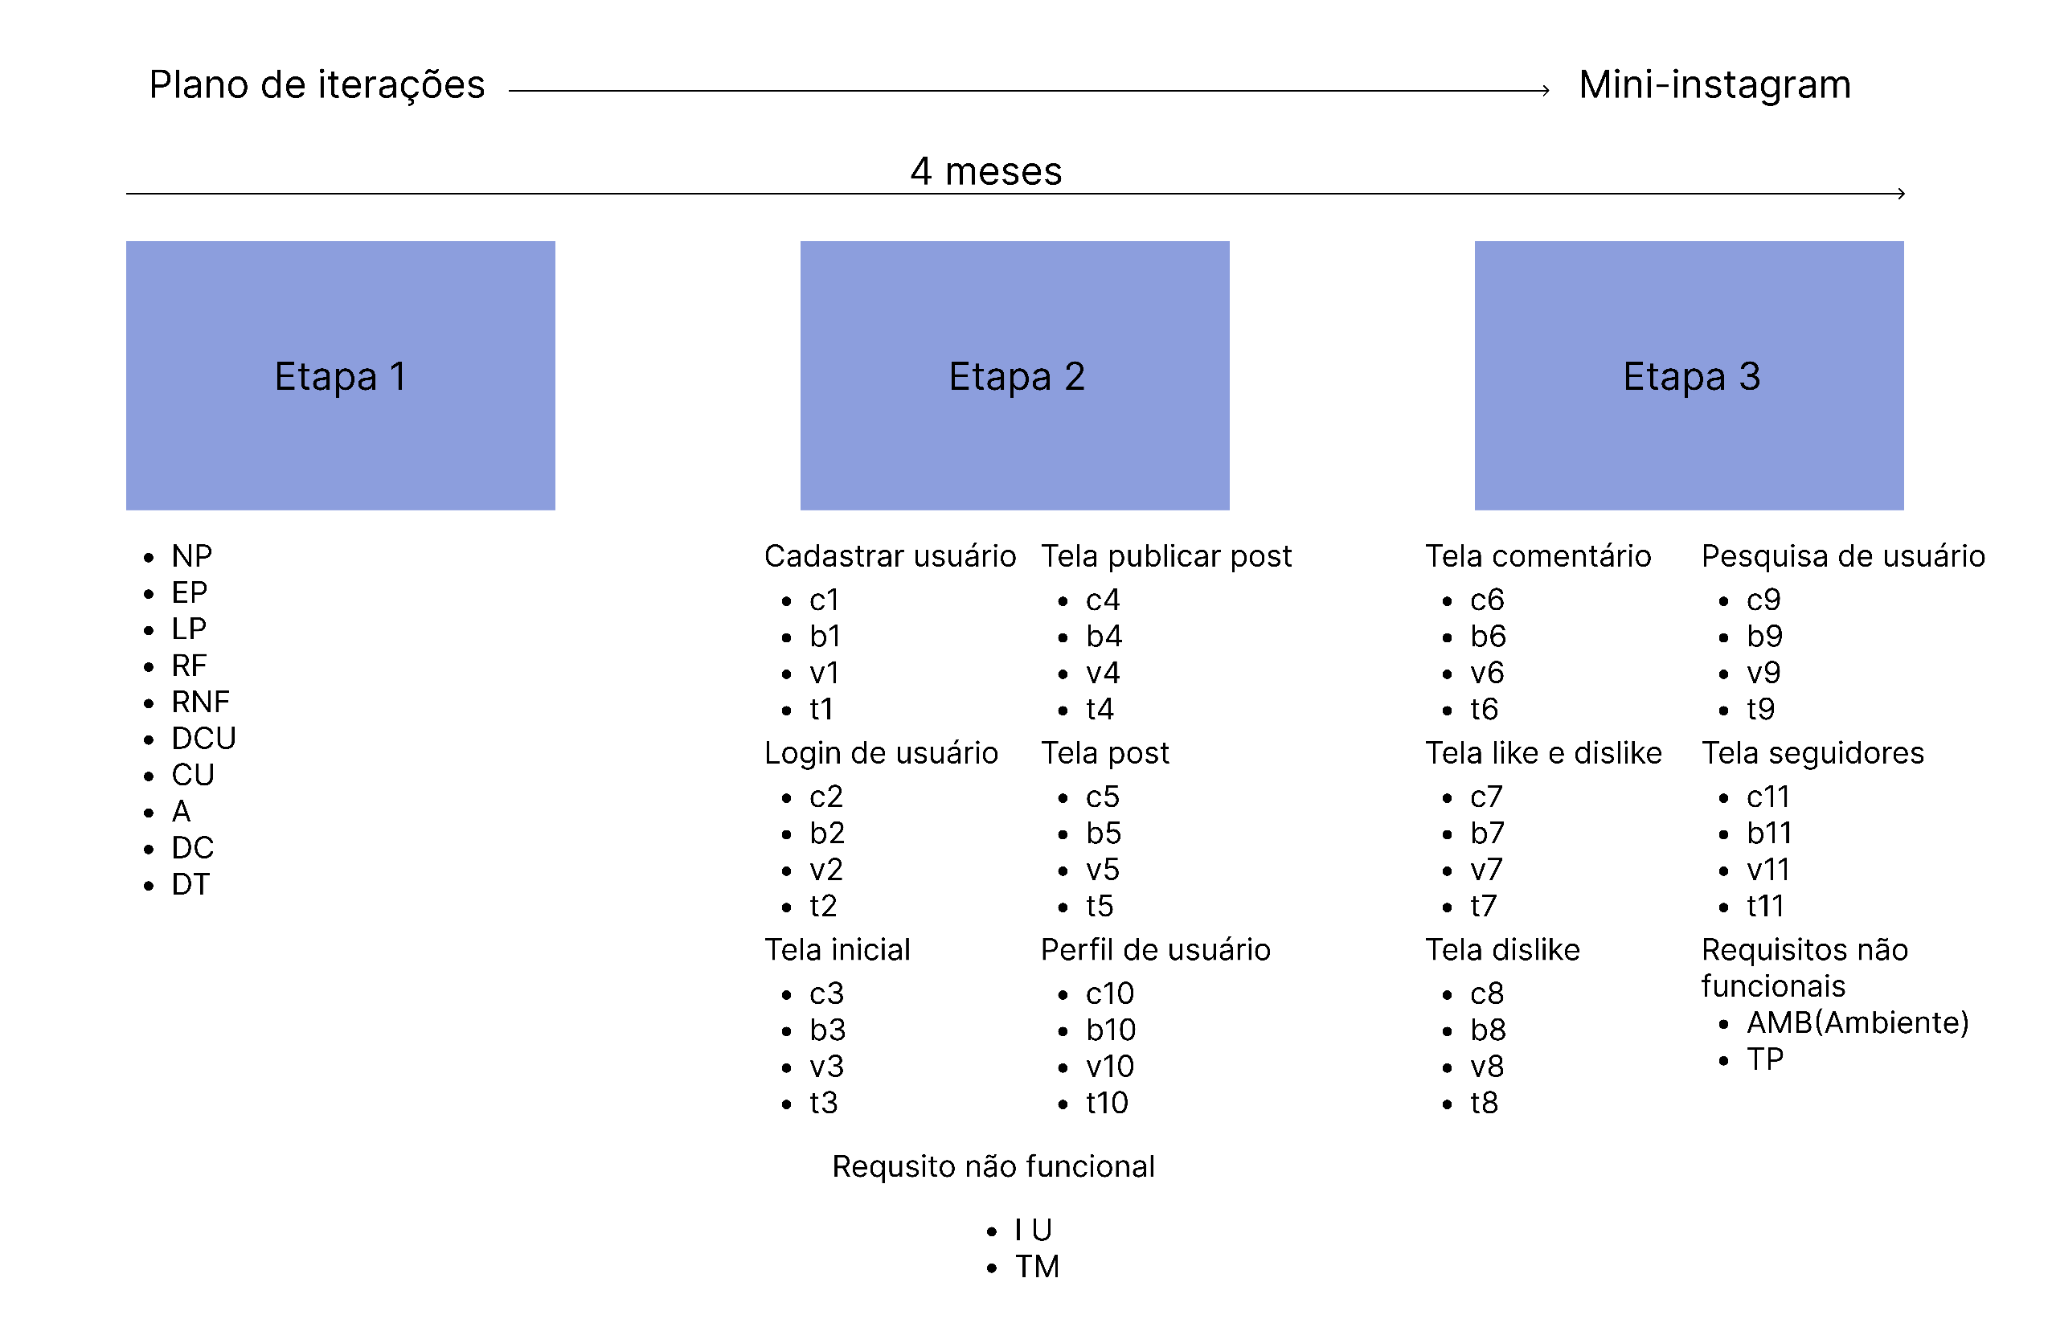 Plano de iterações
Mini-instagram
4 meses
Etapa 1
NP
EP
LP
RF
RNF
DCU
CU
A
DC
DT
Etapa 2
Cadastrar usuário
c1
b1
v1
t1
Login de usuário
c2
b2
v2
t2
Tela inicial
c3
b3
v3
t3
Tela publicar post
c4
b4
v4
t4
Tela post
c5
b5
v5
t5
Perfil de usuário
c10
b10
v10
t10
Requsito não funcional
I U
TM
Etapa 3
Tela comentário
c6
b6
v6
t6
Tela like e dislike
c7
b7
v7
t7
Tela dislike
c8
b8
v8
t8
Pesquisa de usuário
c9
b9
v9
t9
Tela seguidores
c11
b11
v11
t11
Requisitos não
funcionais
AMB(Ambiente)
TP